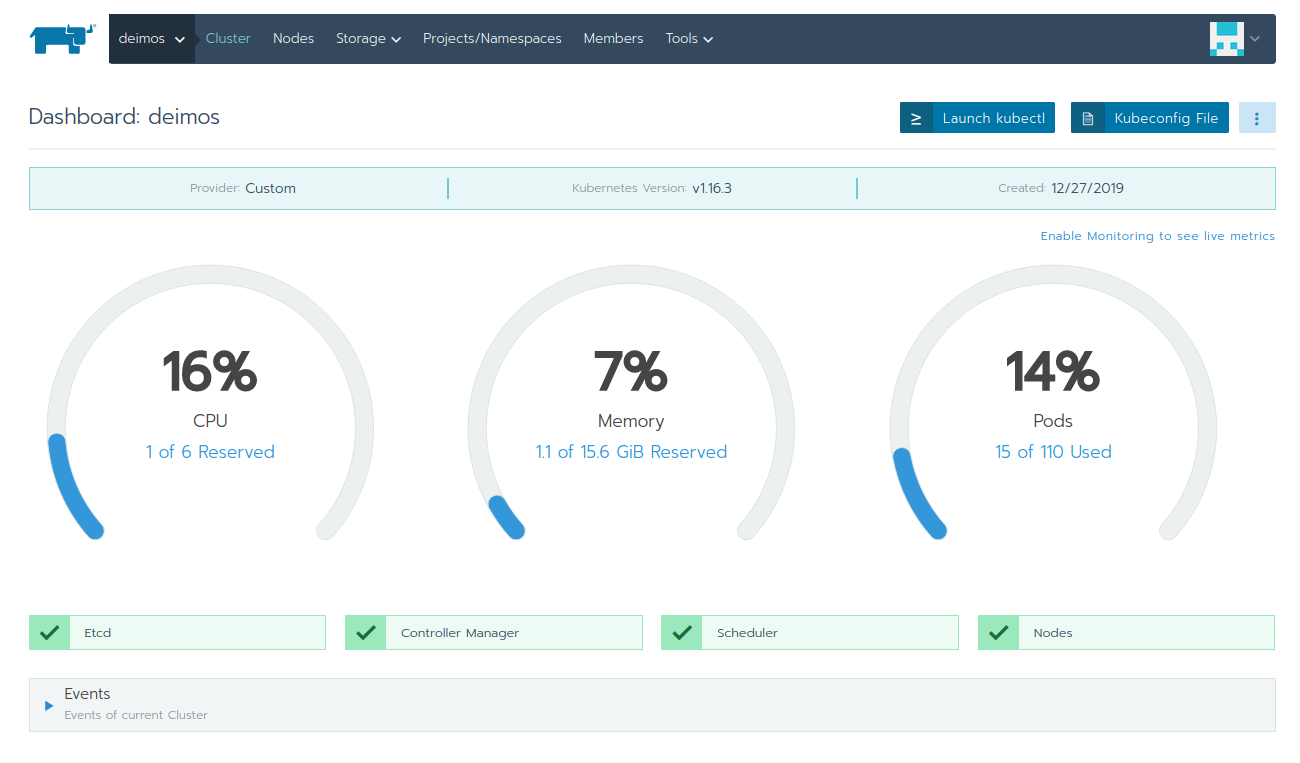 deimos Cluster Nodes Storage Projects/Namespaces Members Tools
Dashboard: deimos
Launch kubectl Kubeconfig File
Provider: Custom Kubernetes Version: v1.16.3 Created: 12/27/2019
Enable Monitoring to see live metrics
16%
CPU
1 of 6 Reserved
7%
Memory
1.1 of 15.6 GiB Reserved
14%
Pods
15 of 110 Used
Etcd Controller Manager Scheduler Nodes
Events
Events of current Cluster